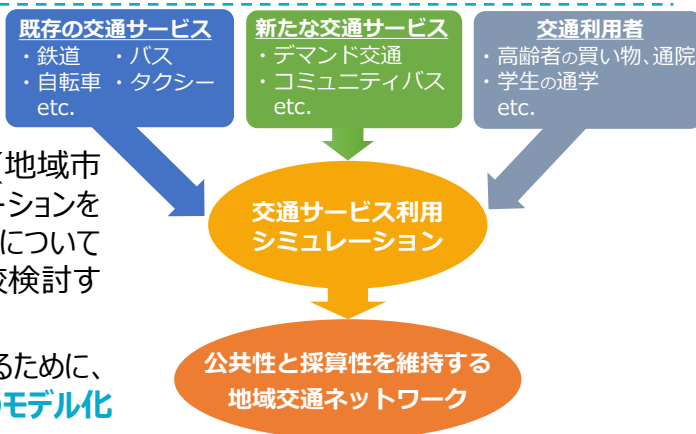 既存の交通サービス
・鉄道 ・バス
・自転車 ・タクシー
etc.
新たな交通サービス
・デマンド交通
・コミュニティバス
etc.
交通利用者
・高齢者の買い物、通院
・学生の通学
etc.
地域市
ーションを
について
検討す
るために、
のモデル化
交通サービス利用
シミュレーション
公共性と採算性を維持する
地域交通ネットワーク